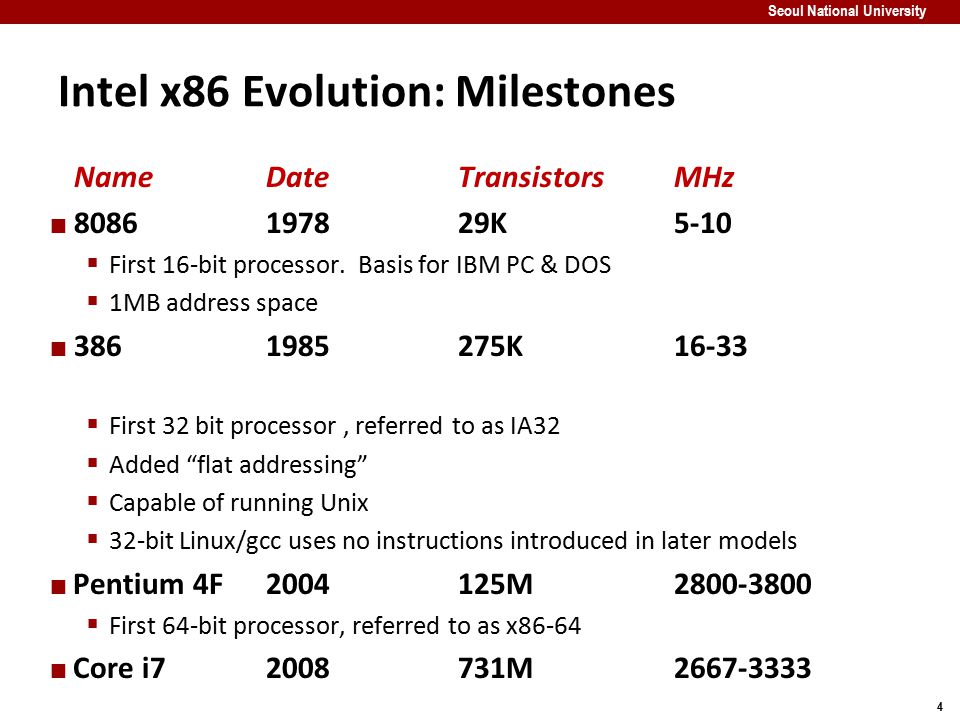 Seoul National University
Intel x86 Evolution: Milestones
Name Date Transistors MHz
■ 8086 1978 29K 5-10
▪ First 16-bit processor.  Basis for IBM PC & DOS
▪ 1MB address space
■ 386 1985 275K 16-33
▪ First 32 bit processor , referred to as IA32
▪ Added “flat addressing”
▪ Capable of running Unix
▪ 32-bit Linux/gcc uses no instructions introduced in later models
■ Pentium 4F 2004 125M 2800-3800
▪ First 64-bit processor, referred to as x86-64
■ Core i7 2008 731M 2667-3333
4